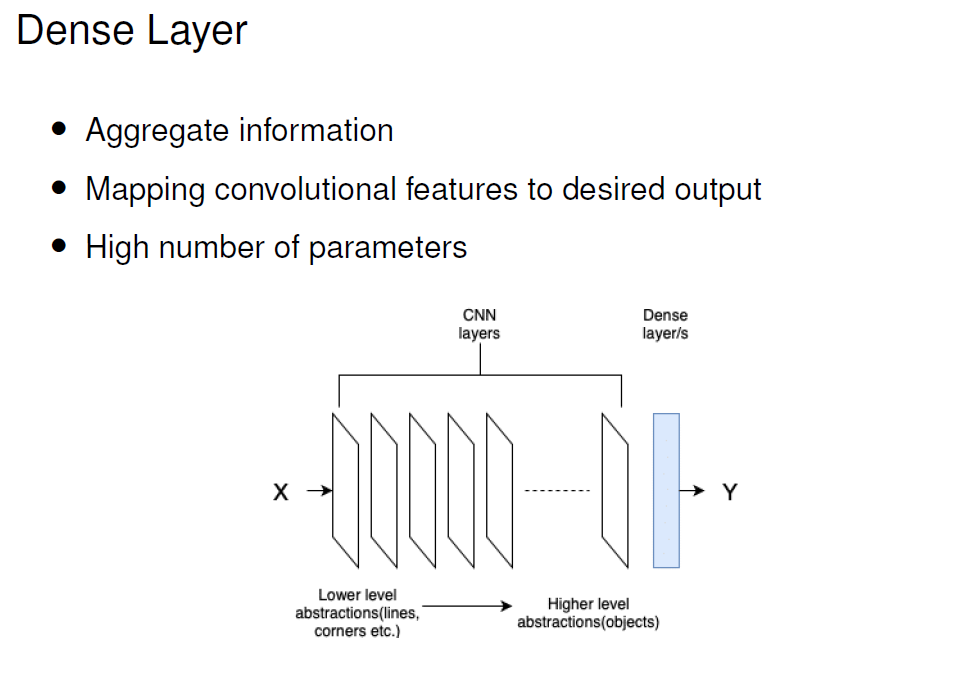 Dense Layer
• Aggregate information
• Mapping convolutional features to desired output
• High number of parameters
CNN
layers
Dense
layer/s
X
Y
Lower level
abstractions(lines,
corners etc.)
Higher level
abstractions(objects)